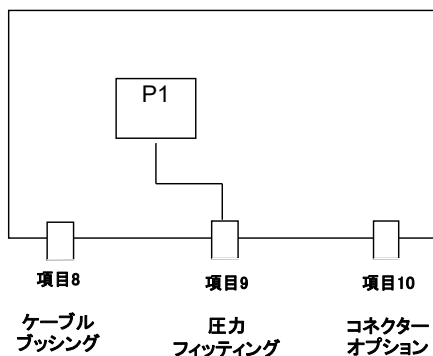 P1
項目8
項目9
項目10
ケーブル
ブッシング
圧力
フィッティング
コネクター
オプション